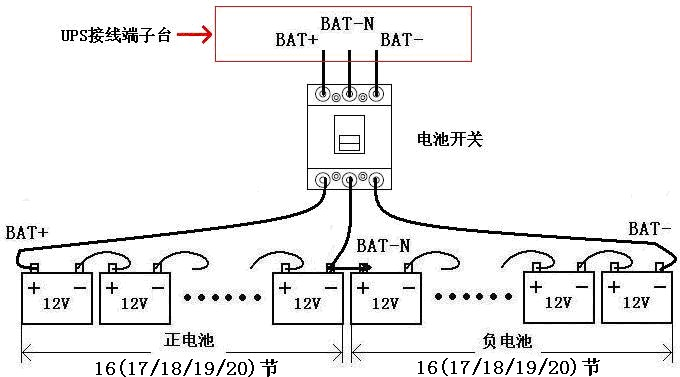 BAT-N
UPS接线端子台
BAT+
BAT-
电池开关
BAT+
BAT-N
BAT-
+ - + - + - + - + - + -
12V 12V 12V 12V 12V 12V
正电池 负电池
16(17/18/19/20)节 16(17/18/19/20)节